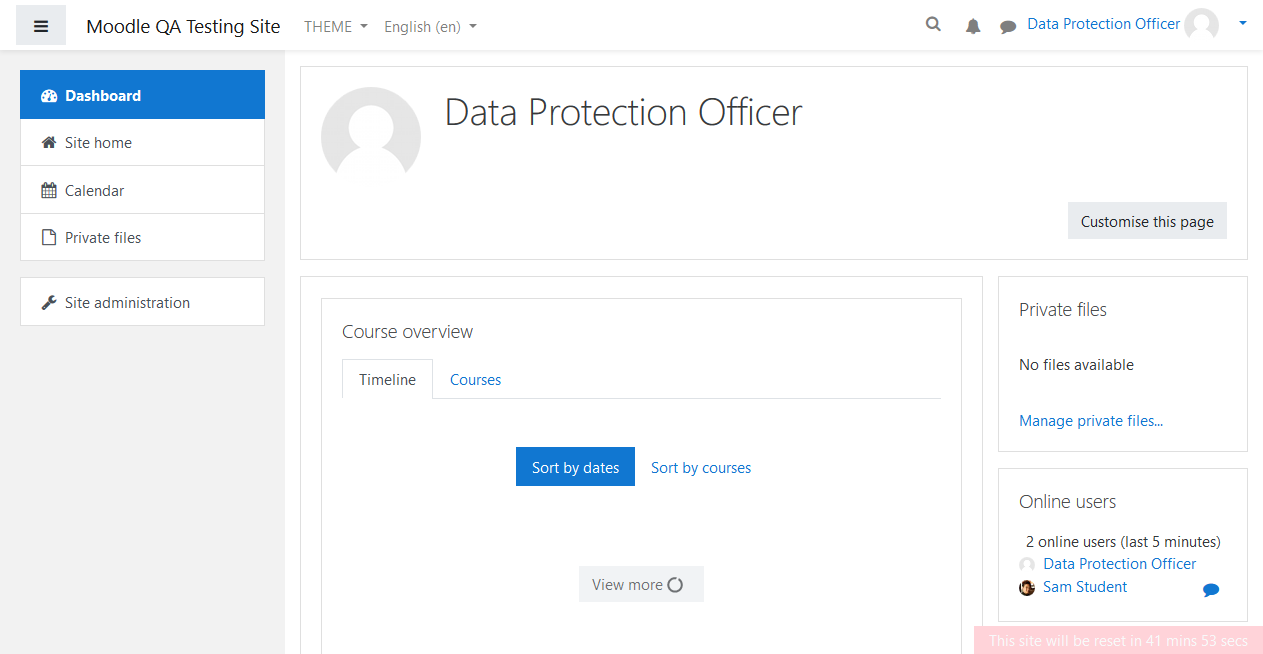 Moodle QA Testing Site THEME English (en) Data Protection Officer
Dashboard
Site home
Calendar
Private files
Site administration
Data Protection Officer
Customise this page
Course overview
Timeline Courses
Sort by dates Sort by courses
View more
Private files
No files available
Manage private files...
Online users
2 online users (last 5 minutes)
Data Protection Officer
Sam Student
This site will be reset in 41 mins 53 secs